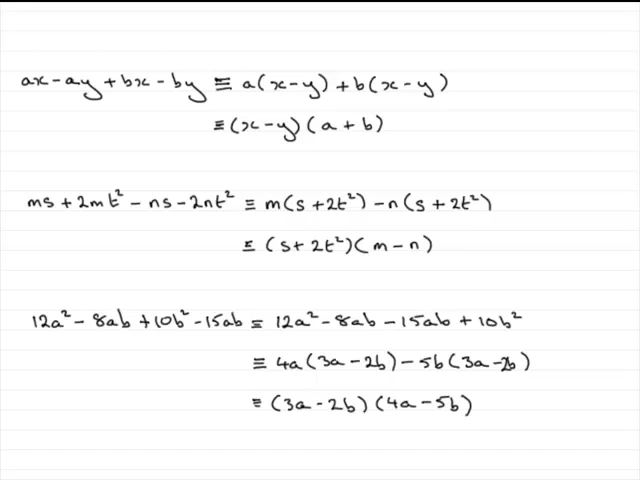 ax - ay + bx - by ≡ a(x - y) + b(x - y)
≡ (x - y)(a + b)
ms + 2mt² - ns - 2nt² ≡ m(s + 2t²) - n(s + 2t²)
≡ (s + 2t²)(m - n)
12a² - 8ab + 10b² - 15ab ≡ 12a² - 8ab - 15ab + 10b²
≡ 4a(3a - 2b) - 5b(3a - 2b)
≡ (3a - 2b)(4a - 5b)